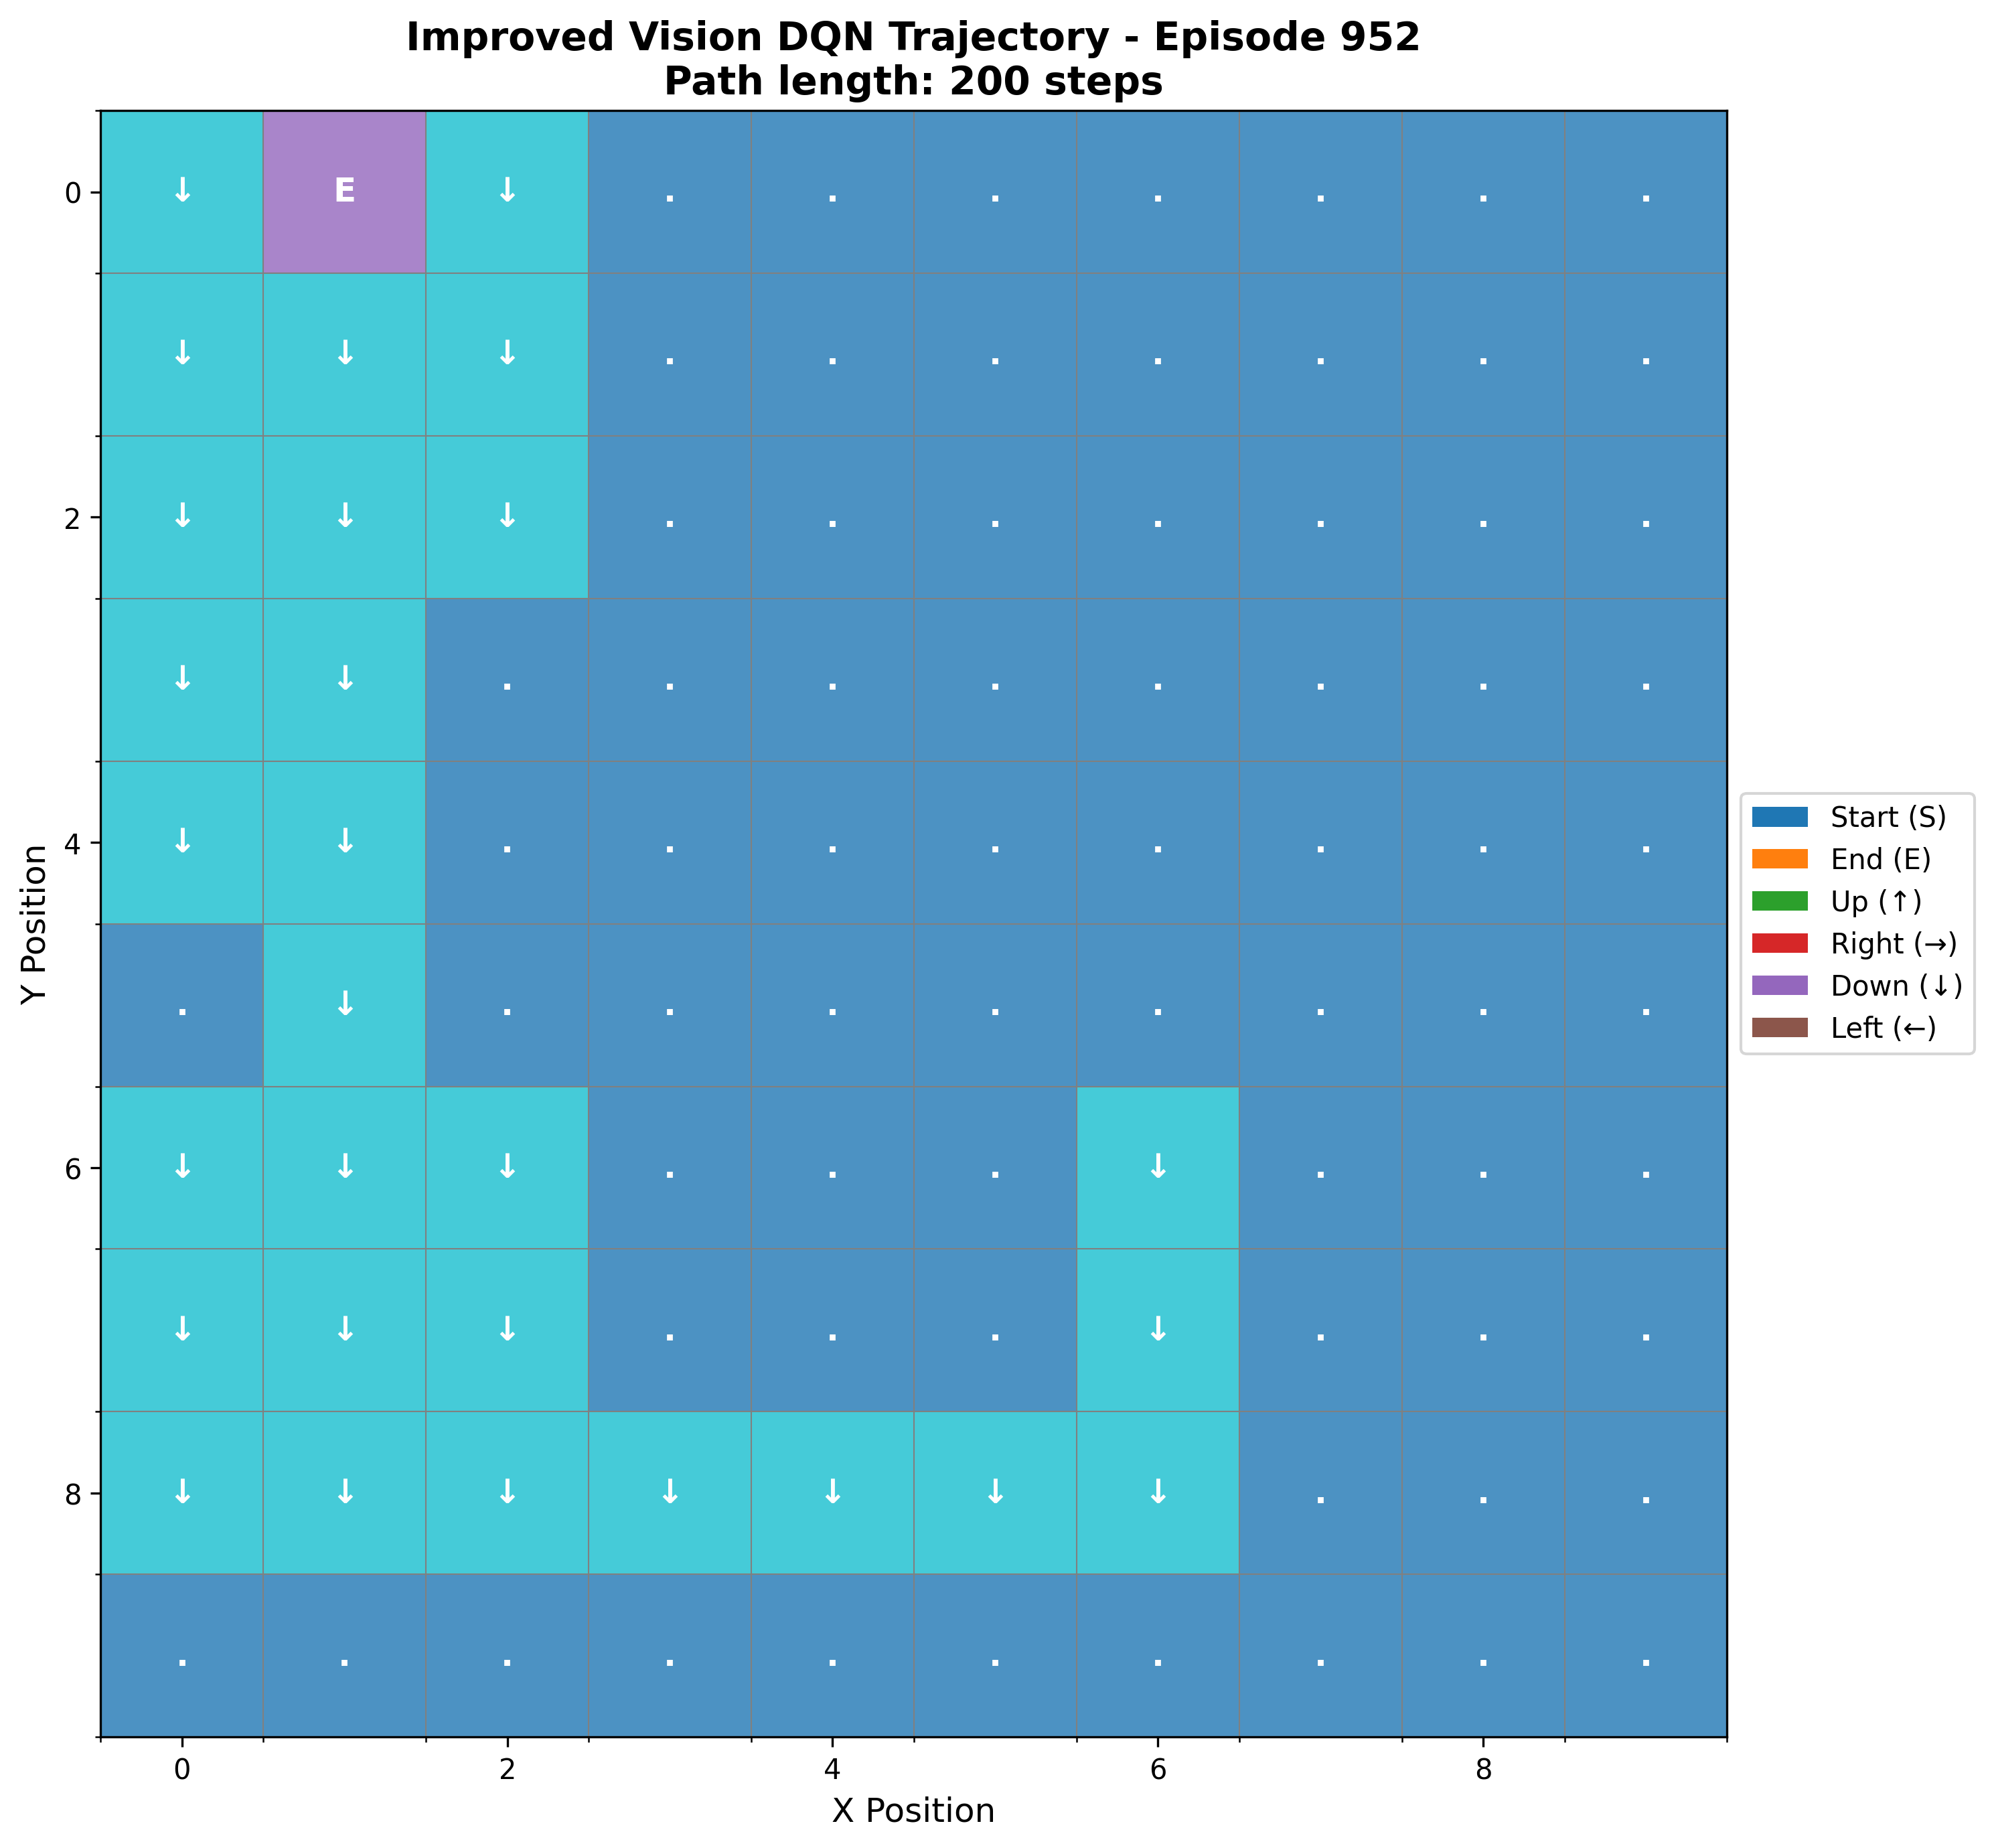 Improved Vision DQN Trajectory - Episode 952
Path length: 200 steps
0 ↓ E ↓ . . . . . . .
↓ ↓ ↓ . . . . . . .
2 ↓ ↓ ↓ . . . . . . .
↓ ↓ . . . . . . . .
4 ↓ ↓ . . . . . . . .
. ↓ . . . . . . . .
6 ↓ ↓ ↓ . . . ↓ . . .
↓ ↓ ↓ . . . ↓ . . .
8 ↓ ↓ ↓ ↓ ↓ ↓ ↓ . . .
. . . . . . . . . .
0 2 4 6 8
X Position
Y Position
Start (S)
End (E)
Up (↑)
Right (→)
Down (↓)
Left (←)